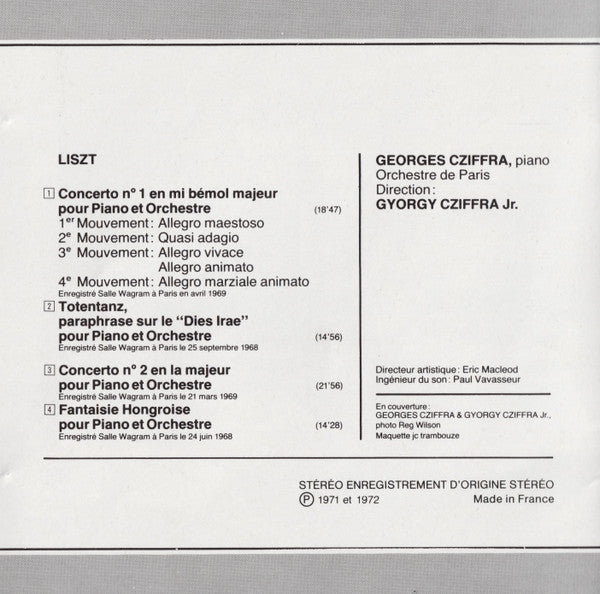 LISZT
1 Concerto nº 1 en mi bémol majeur
pour Piano et Orchestre (18'47)
1er Mouvement: Allegro maestoso
2e Mouvement: Quasi adagio
3e Mouvement: Allegro vivace
Allegro animato
4e Mouvement: Allegro marziale animato
Enregistré Salle Wagram à Paris en avril 1969
2 Totentanz,
paraphrase sur le "Dies Irae"
pour Piano et Orchestre (14'56)
Enregistré Salle Wagram à Paris le 25 septembre 1968
3 Concerto nº 2 en la majeur
pour Piano et Orchestre (21'56)
Enregistré Salle Wagram à Paris le 21 mars 1969
4 Fantaisie Hongroise
pour Piano et Orchestre (14'28)
Enregistré Salle Wagram à Paris le 24 juin 1968
GEORGES CZIFFRA, piano
Orchestre de Paris
Direction:
GYORGY CZIFFRA Jr.
Directeur artistique: Eric Macleod
Ingénieur du son: Paul Vavasseur
En couverture:
GEORGES CZIFFRA & GYORGY CZIFFRA Jr.,
photo Reg Wilson
Maquette jc trambouze
STÉRÉO ENREGISTREMENT D'ORIGINE STÉRÉO
℗ 1971 et 1972 Made in France